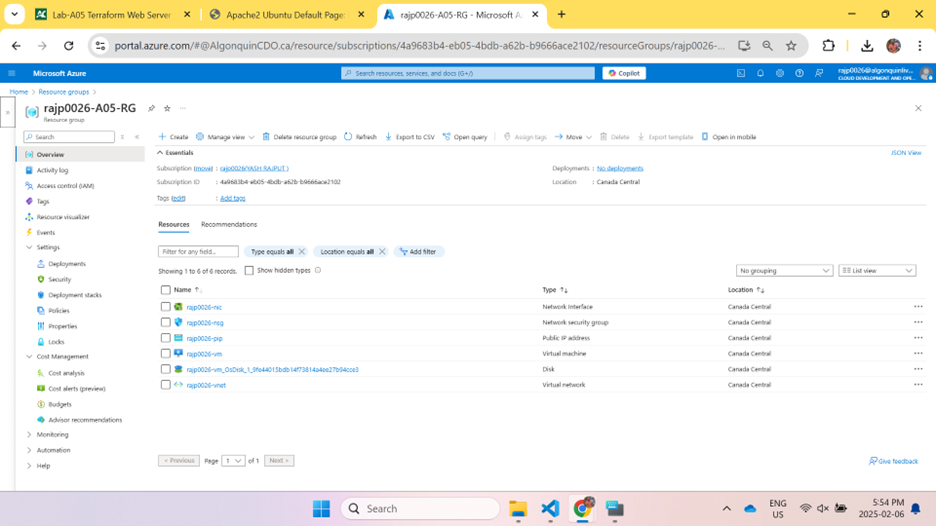 Lab-A05 Terraform Web Server
Apache2 Ubuntu Default Page:
rajp0026-A05-RG - Microsoft A
portal.azure.com/#@AlgonquinCDO.ca/resource/subscriptions/4a9683b4-eb05-4bdb-a62b-b9666ace2102/resourceGroups/rajp0026-...
Microsoft Azure
Search resources, services, and docs (G+/)
Copilot
rajp0026@algonquinliv...
CLOUD DEVELOPMENT AND OPE...
Home > Resource groups >
rajp0026-A05-RG
Resource group
Search
Create Manage view Delete resource group Refresh Export to CSV Open query Assign tags Move Delete Export template Open in mobile
Overview
Activity log
Access control (IAM)
Tags
Resource visualizer
Events
Settings
Deployments
Security
Deployment stacks
Policies
Properties
Locks
Cost Management
Cost analysis
Cost alerts (preview)
Budgets
Advisor recommendations
Monitoring
Automation
Help
Essentials
JSON View
Subscription (move) : rajp0026(YASH RAJPUT )
Deployments : No deployments
Subscription ID : 4a9683b4-eb05-4bdb-a62b-b9666ace2102
Location : Canada Central
Tags (edit) : Add tags
Resources Recommendations
Filter for any field...
Type equals all
Location equals all
Add filter
Showing 1 to 6 of 6 records.
Show hidden types
No grouping
List view
Name Type Location
rajp0026-nic Network Interface Canada Central
rajp0026-nsg Network security group Canada Central
rajp0026-pip Public IP address Canada Central
rajp0026-vm Virtual machine Canada Central
rajp0026-vm_OsDisk_1_9fe44015bdb14f73814a4ee27b94cce3 Disk Canada Central
rajp0026-vnet Virtual network Canada Central
< Previous Page 1 of 1 Next >
Give feedback
Search
ENG
US
5:54 PM
2025-02-06